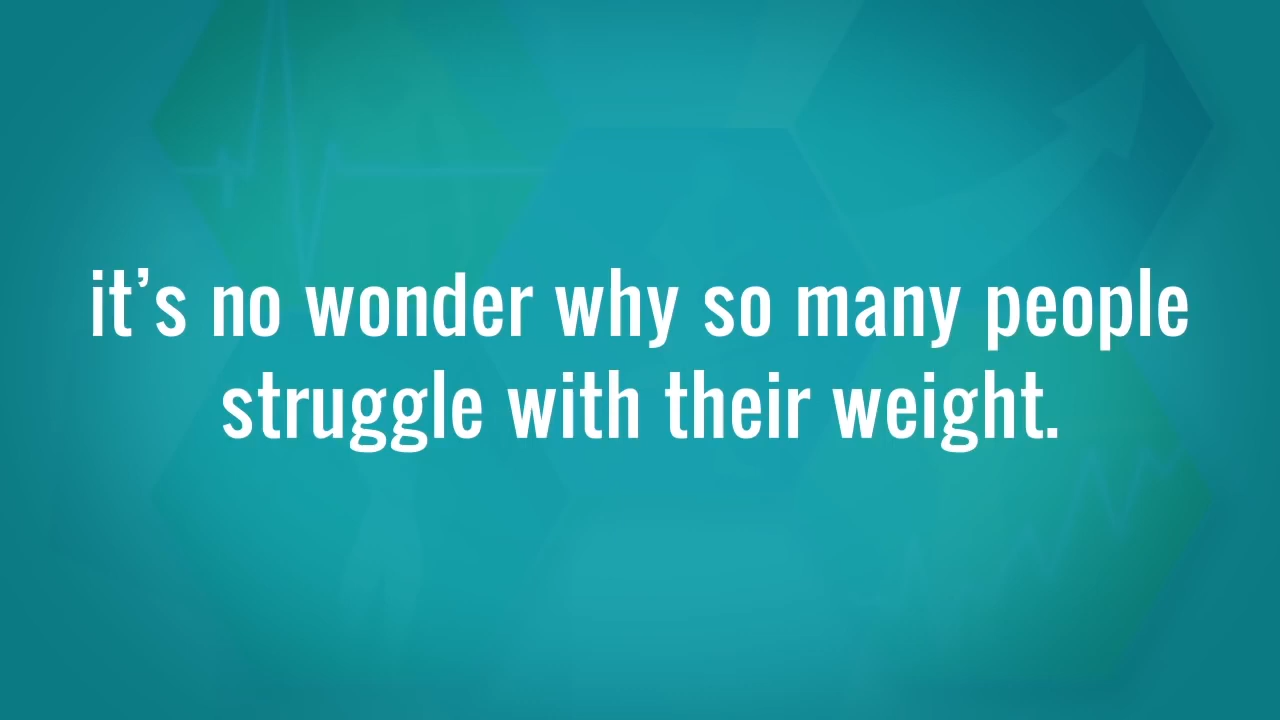 it’s no wonder why so many people
struggle with their weight.